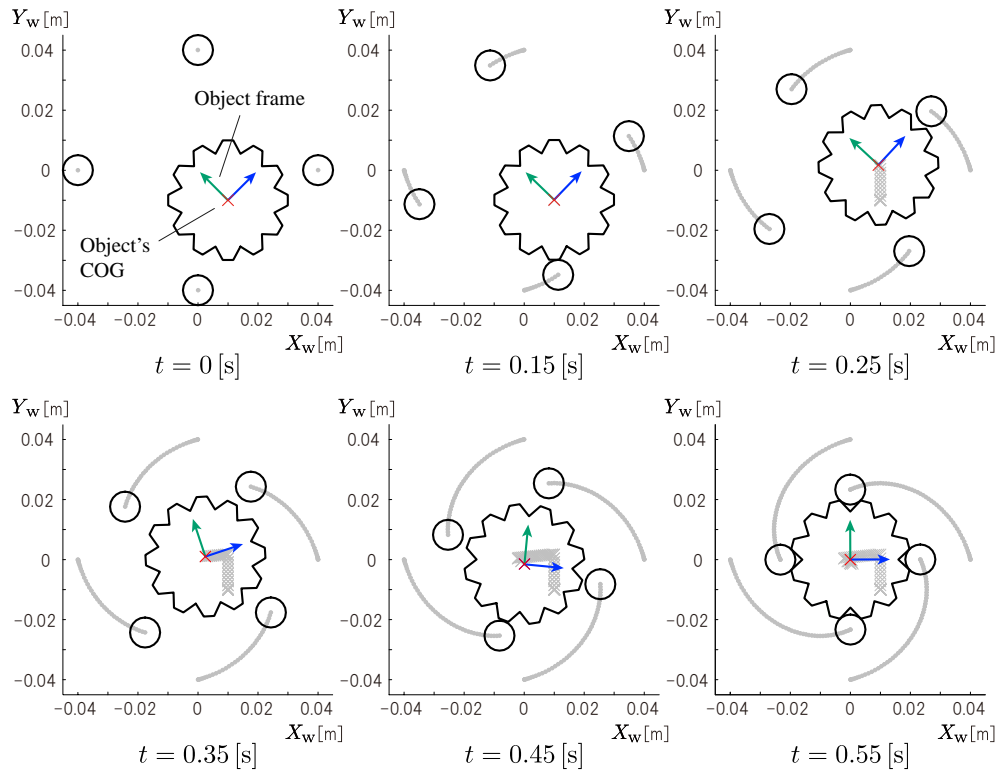 Y_w [m]
0.04
0.02
0
−0.02
−0.04
Object frame
Object's
COG
−0.04 −0.02 0 0.02 0.04
X_w [m]
t = 0 [s]
Y_w [m]
0.04
0.02
0
−0.02
−0.04
−0.04 −0.02 0 0.02 0.04
X_w [m]
t = 0.15 [s]
Y_w [m]
0.04
0.02
0
−0.02
−0.04
−0.04 −0.02 0 0.02 0.04
X_w [m]
t = 0.25 [s]
Y_w [m]
0.04
0.02
0
−0.02
−0.04
−0.04 −0.02 0 0.02 0.04
X_w [m]
t = 0.35 [s]
Y_w [m]
0.04
0.02
0
−0.02
−0.04
−0.04 −0.02 0 0.02 0.04
X_w [m]
t = 0.45 [s]
Y_w [m]
0.04
0.02
0
−0.02
−0.04
−0.04 −0.02 0 0.02 0.04
X_w [m]
t = 0.55 [s]